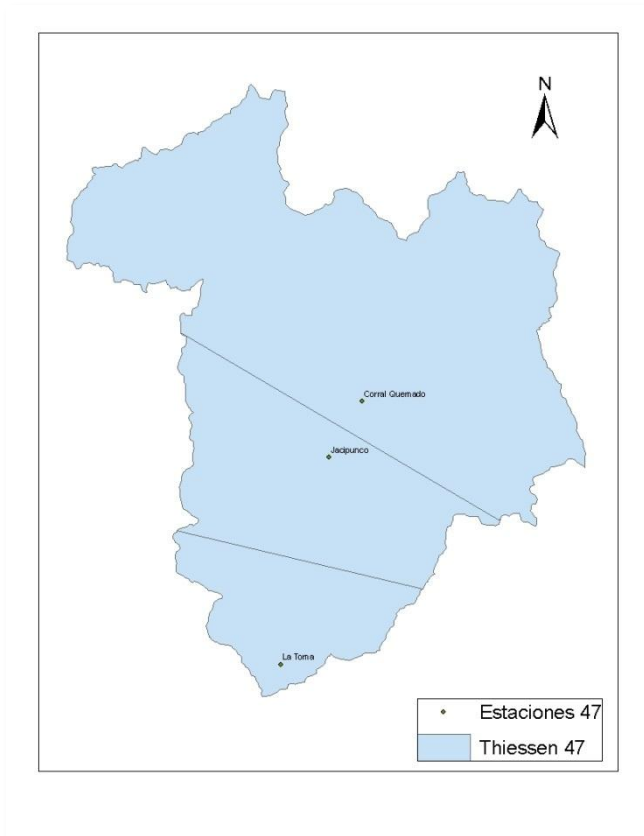 N
Corral Quemado
Jacipunco
La Toma
Estaciones 47
Thiessen 47